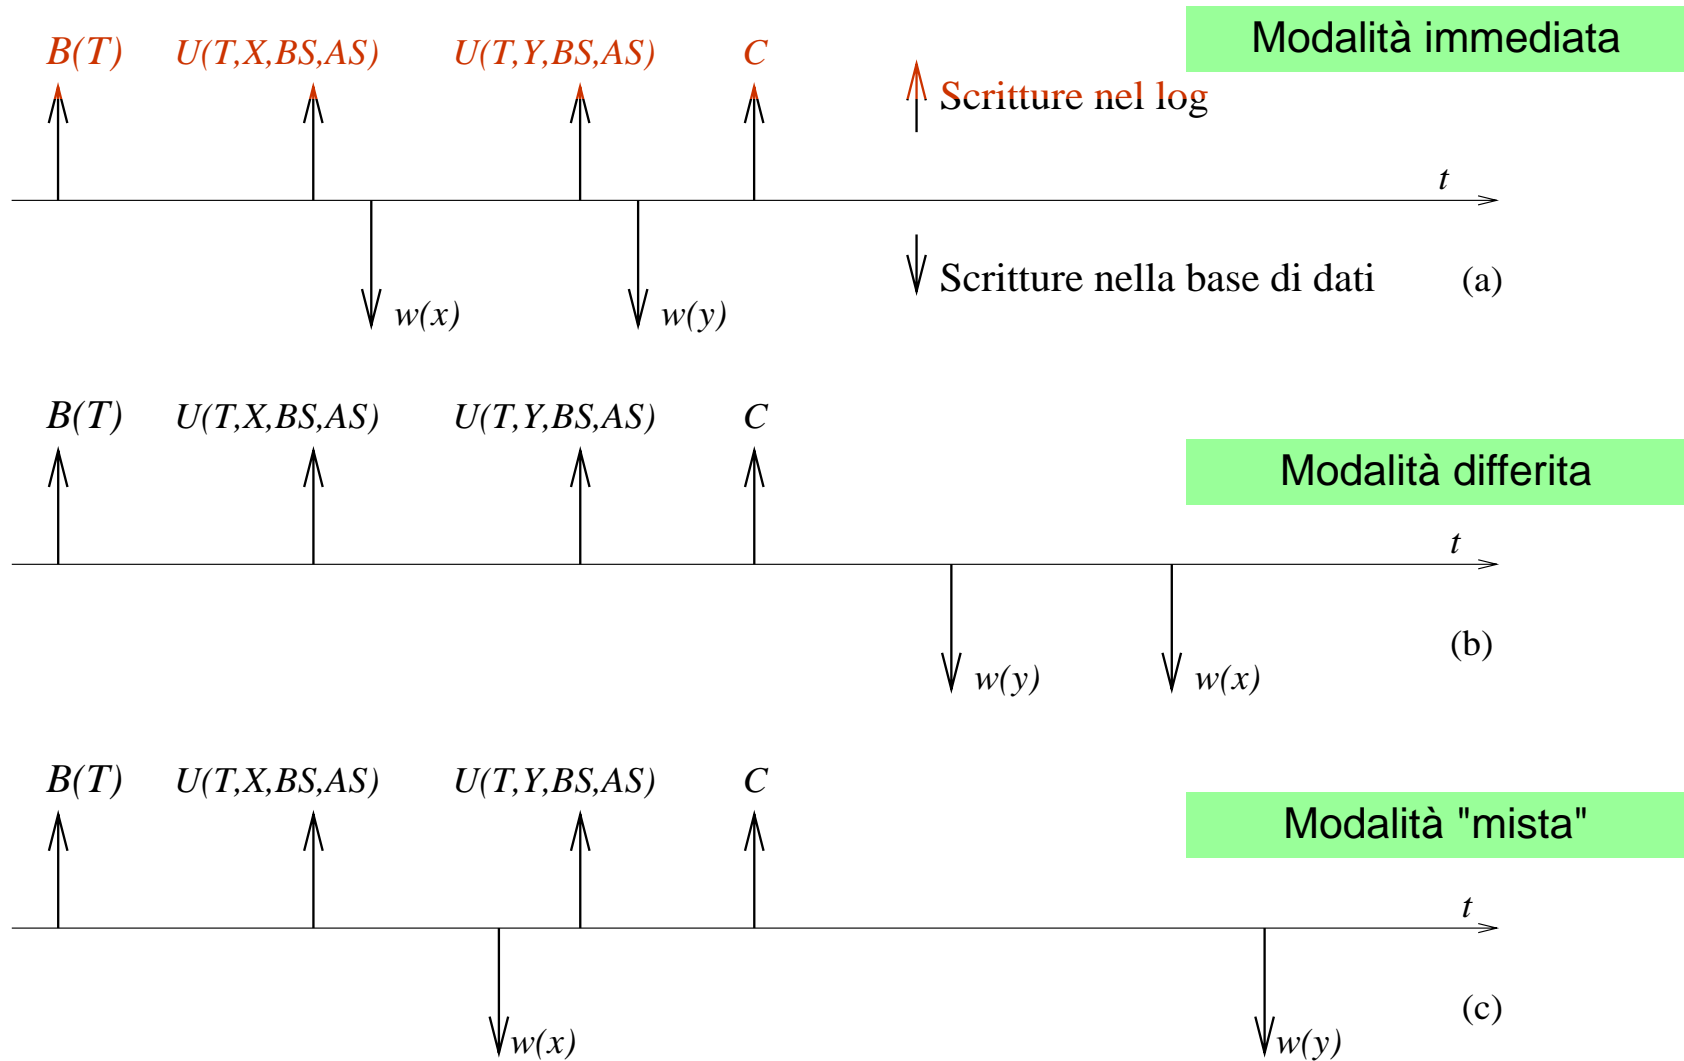 Modalità immediata
B(T) U(T,X,BS,AS) U(T,Y,BS,AS) C
Scritture nel log
t
Scritture nella base di dati (a)
w(x) w(y)
B(T) U(T,X,BS,AS) U(T,Y,BS,AS) C
Modalità differita
t
(b)
w(y) w(x)
B(T) U(T,X,BS,AS) U(T,Y,BS,AS) C
Modalità "mista"
t
(c)
w(x) w(y)